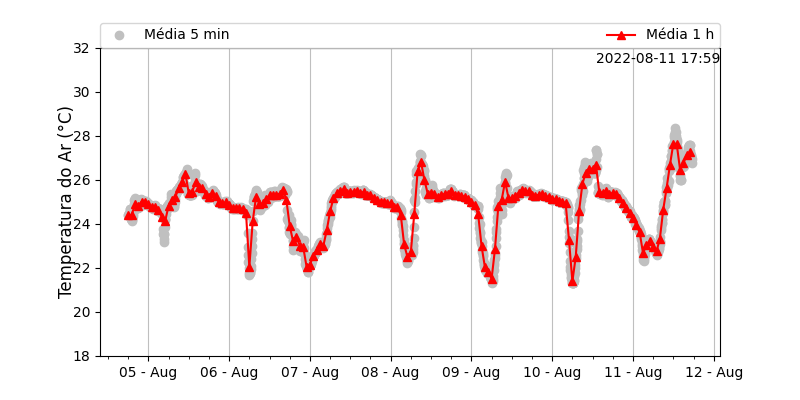 Média 5 min
Média 1 h
2022-08-11 17:59
Temperatura do Ar (°C)
32
30
28
26
24
22
20
18
05 - Aug
06 - Aug
07 - Aug
08 - Aug
09 - Aug
10 - Aug
11 - Aug
12 - Aug